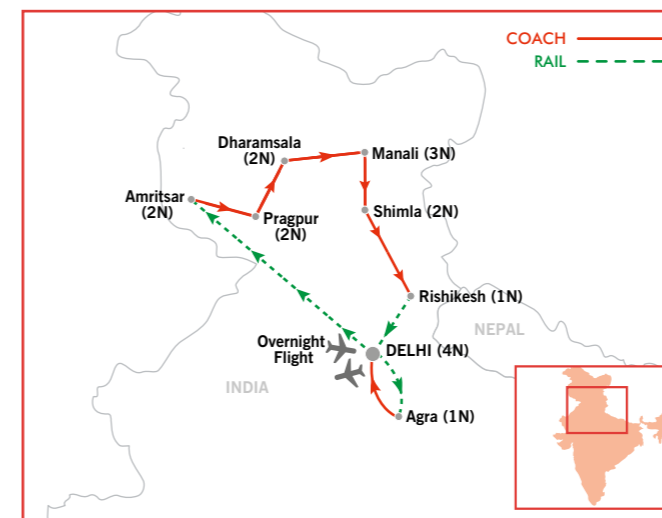 COACH
RAIL
Dharamsala
(2N)
Manali (3N)
Amritsar
(2N)
Pragpur
(2N)
Shimla (2N)
Rishikesh (1N)
NEPAL
Overnight
Flight
DELHI (4N)
INDIA
Agra (1N)